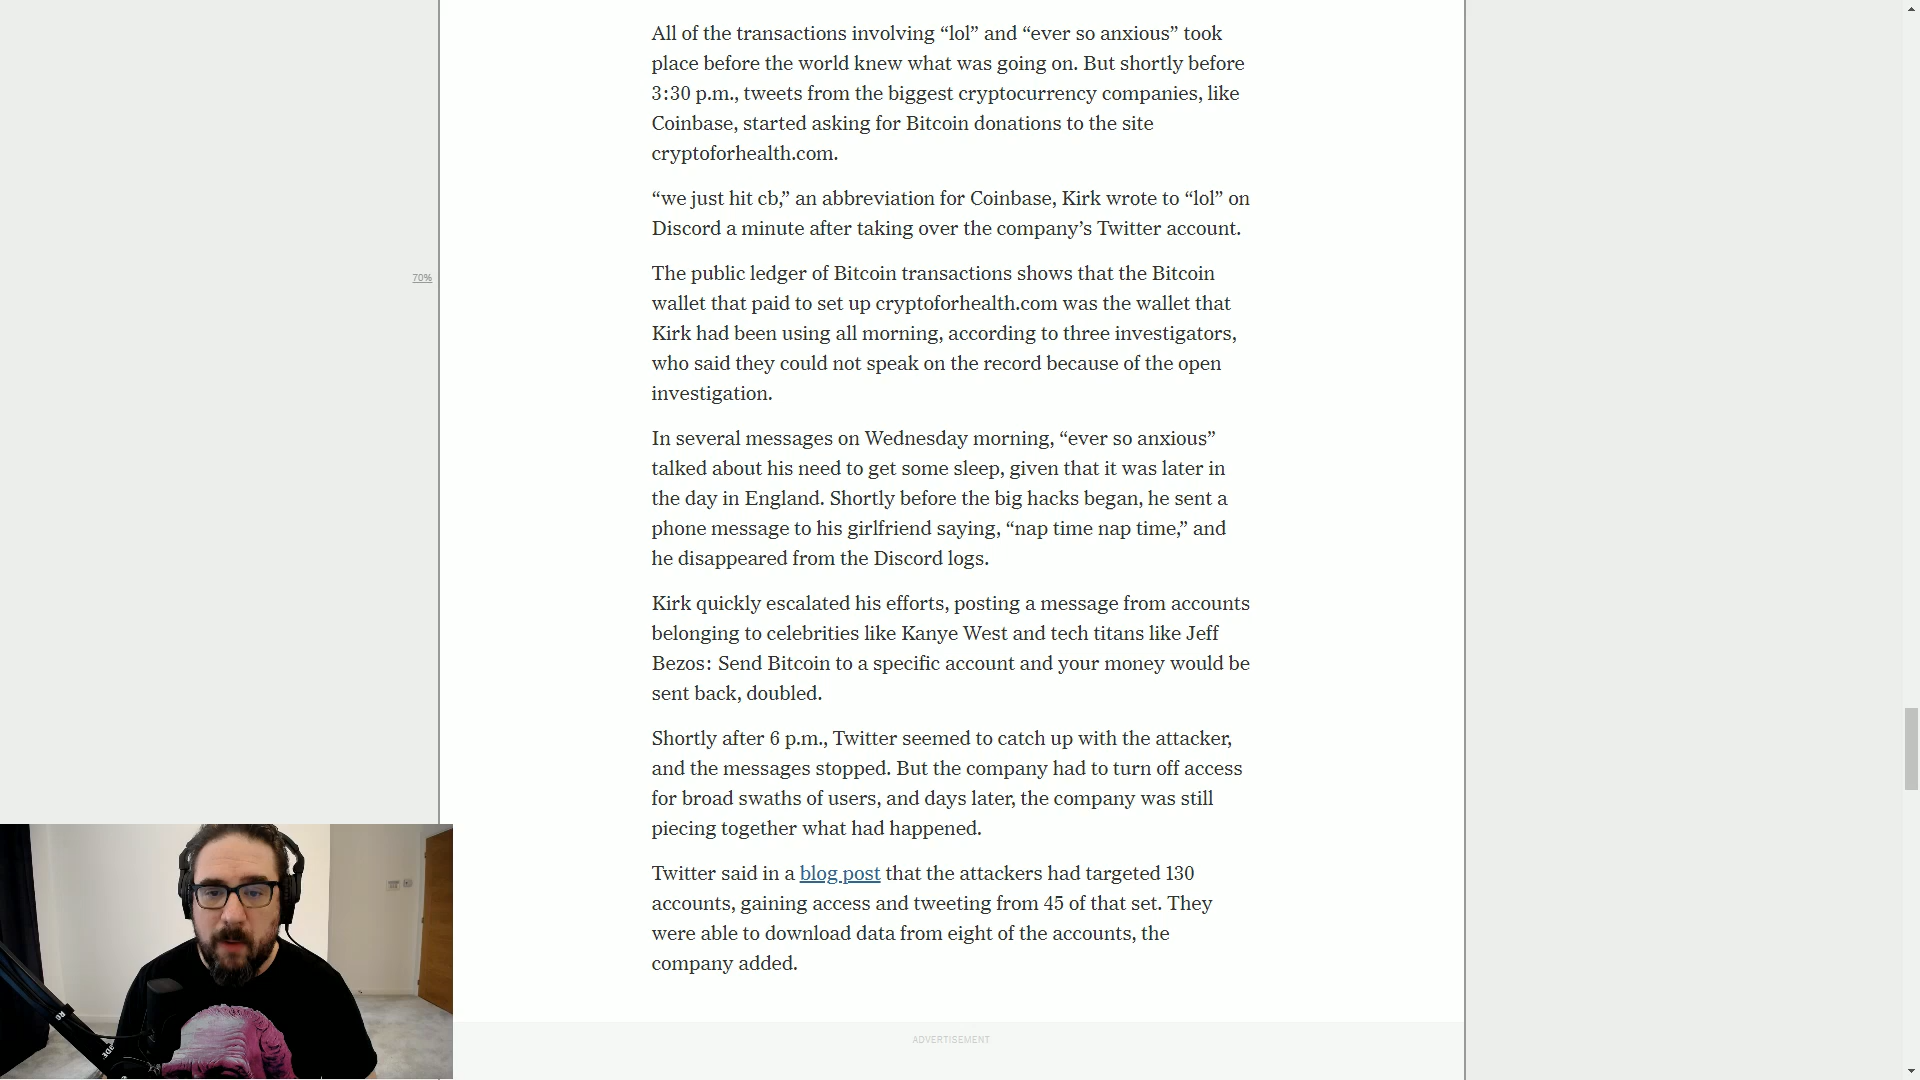 All of the transactions involving “lol” and “ever so anxious” took
place before the world knew what was going on. But shortly before
3:30 p.m., tweets from the biggest cryptocurrency companies, like
Coinbase, started asking for Bitcoin donations to the site
cryptoforhealth.com.
“we just hit cb,” an abbreviation for Coinbase, Kirk wrote to “lol” on
Discord a minute after taking over the company’s Twitter account.
70%
The public ledger of Bitcoin transactions shows that the Bitcoin
wallet that paid to set up cryptoforhealth.com was the wallet that
Kirk had been using all morning, according to three investigators,
who said they could not speak on the record because of the open
investigation.
In several messages on Wednesday morning, “ever so anxious”
talked about his need to get some sleep, given that it was later in
the day in England. Shortly before the big hacks began, he sent a
phone message to his girlfriend saying, “nap time nap time,” and
he disappeared from the Discord logs.
Kirk quickly escalated his efforts, posting a message from accounts
belonging to celebrities like Kanye West and tech titans like Jeff
Bezos: Send Bitcoin to a specific account and your money would be
sent back, doubled.
Shortly after 6 p.m., Twitter seemed to catch up with the attacker,
and the messages stopped. But the company had to turn off access
for broad swaths of users, and days later, the company was still
piecing together what had happened.
Twitter said in a blog post that the attackers had targeted 130
accounts, gaining access and tweeting from 45 of that set. They
were able to download data from eight of the accounts, the
company added.
ADVERTISEMENT